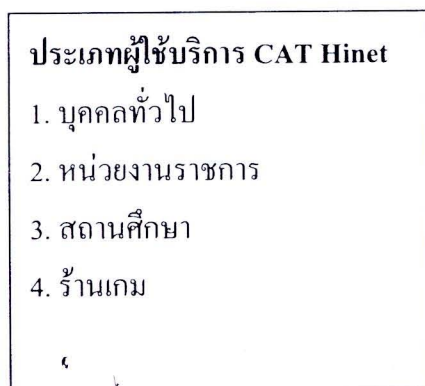 ประเภทผู้ใช้บริการ CAT Hinet
1. บุคคลทั่วไป
2. หน่วยงานราชการ
3. สถานศึกษา
4. ร้านเกม